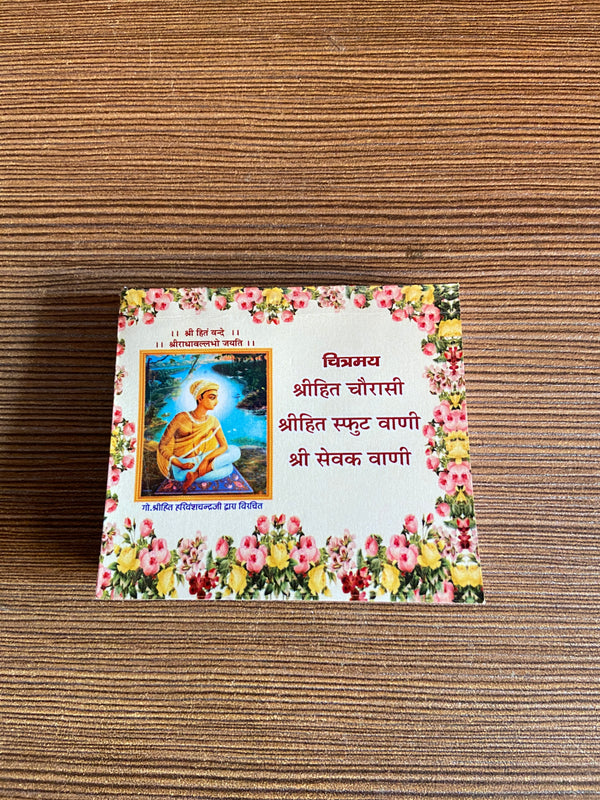 ।। श्री हितं वन्दे ।।
।। श्रीराधावल्लभो जयति ।।
गो.श्रीहित हरिवंशचन्द्रजी द्वारा विरचित
चित्रमय
श्रीहित चौरासी
श्रीहित स्फुट वाणी
श्री सेवक वाणी